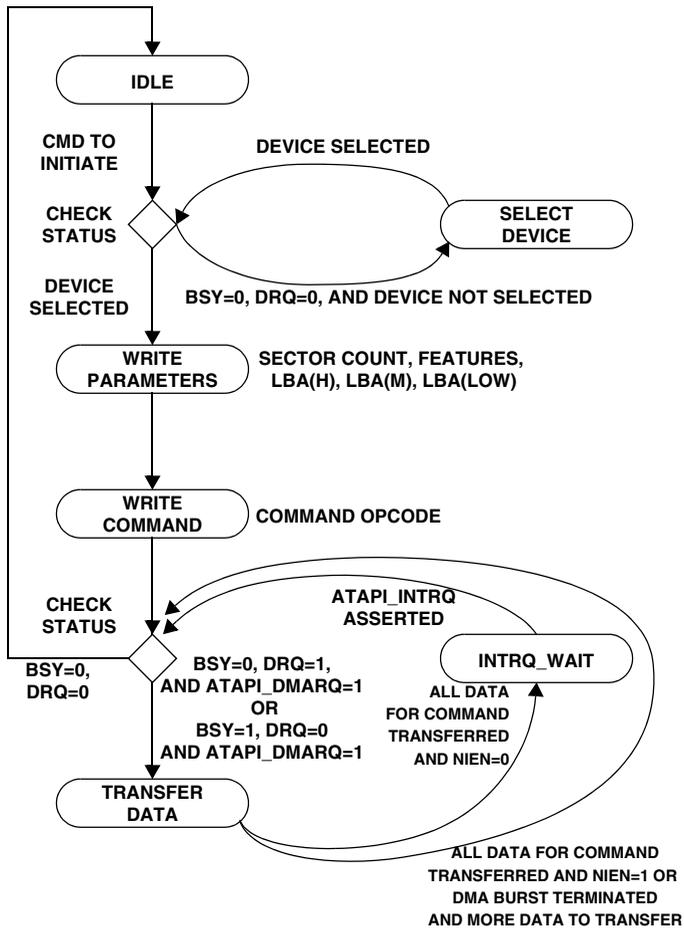 IDLE
CMD TO
INITIATE
DEVICE SELECTED
CHECK
STATUS
SELECT
DEVICE
DEVICE
SELECTED
BSY=0, DRQ=0, AND DEVICE NOT SELECTED
WRITE
PARAMETERS
SECTOR COUNT, FEATURES,
LBA(H), LBA(M), LBA(LOW)
WRITE
COMMAND
COMMAND OPCODE
CHECK
STATUS
ATAPI_INTRQ
ASSERTED
INTRQ_WAIT
BSY=0,
DRQ=0
BSY=0, DRQ=1,
AND ATAPI_DMARQ=1
OR
BSY=1, DRQ=0
AND ATAPI_DMARQ=1
ALL DATA
FOR COMMAND
TRANSFERRED
AND NIEN=0
TRANSFER
DATA
ALL DATA FOR COMMAND
TRANSFERRED AND NIEN=1 OR
DMA BURST TERMINATED
AND MORE DATA TO TRANSFER